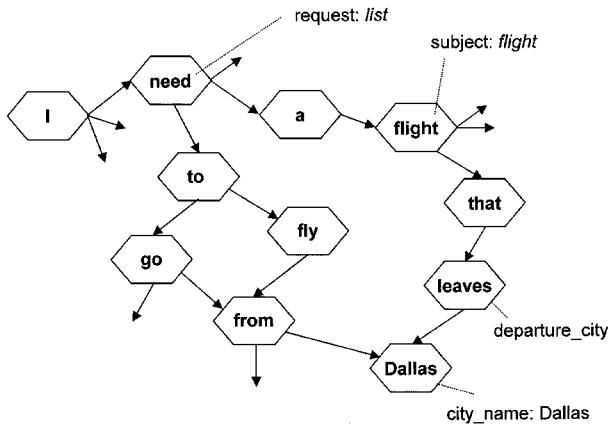 request: list
subject: flight
need
I
a
flight
to
that
fly
go
leaves
from
departure_city
Dallas
city_name: Dallas